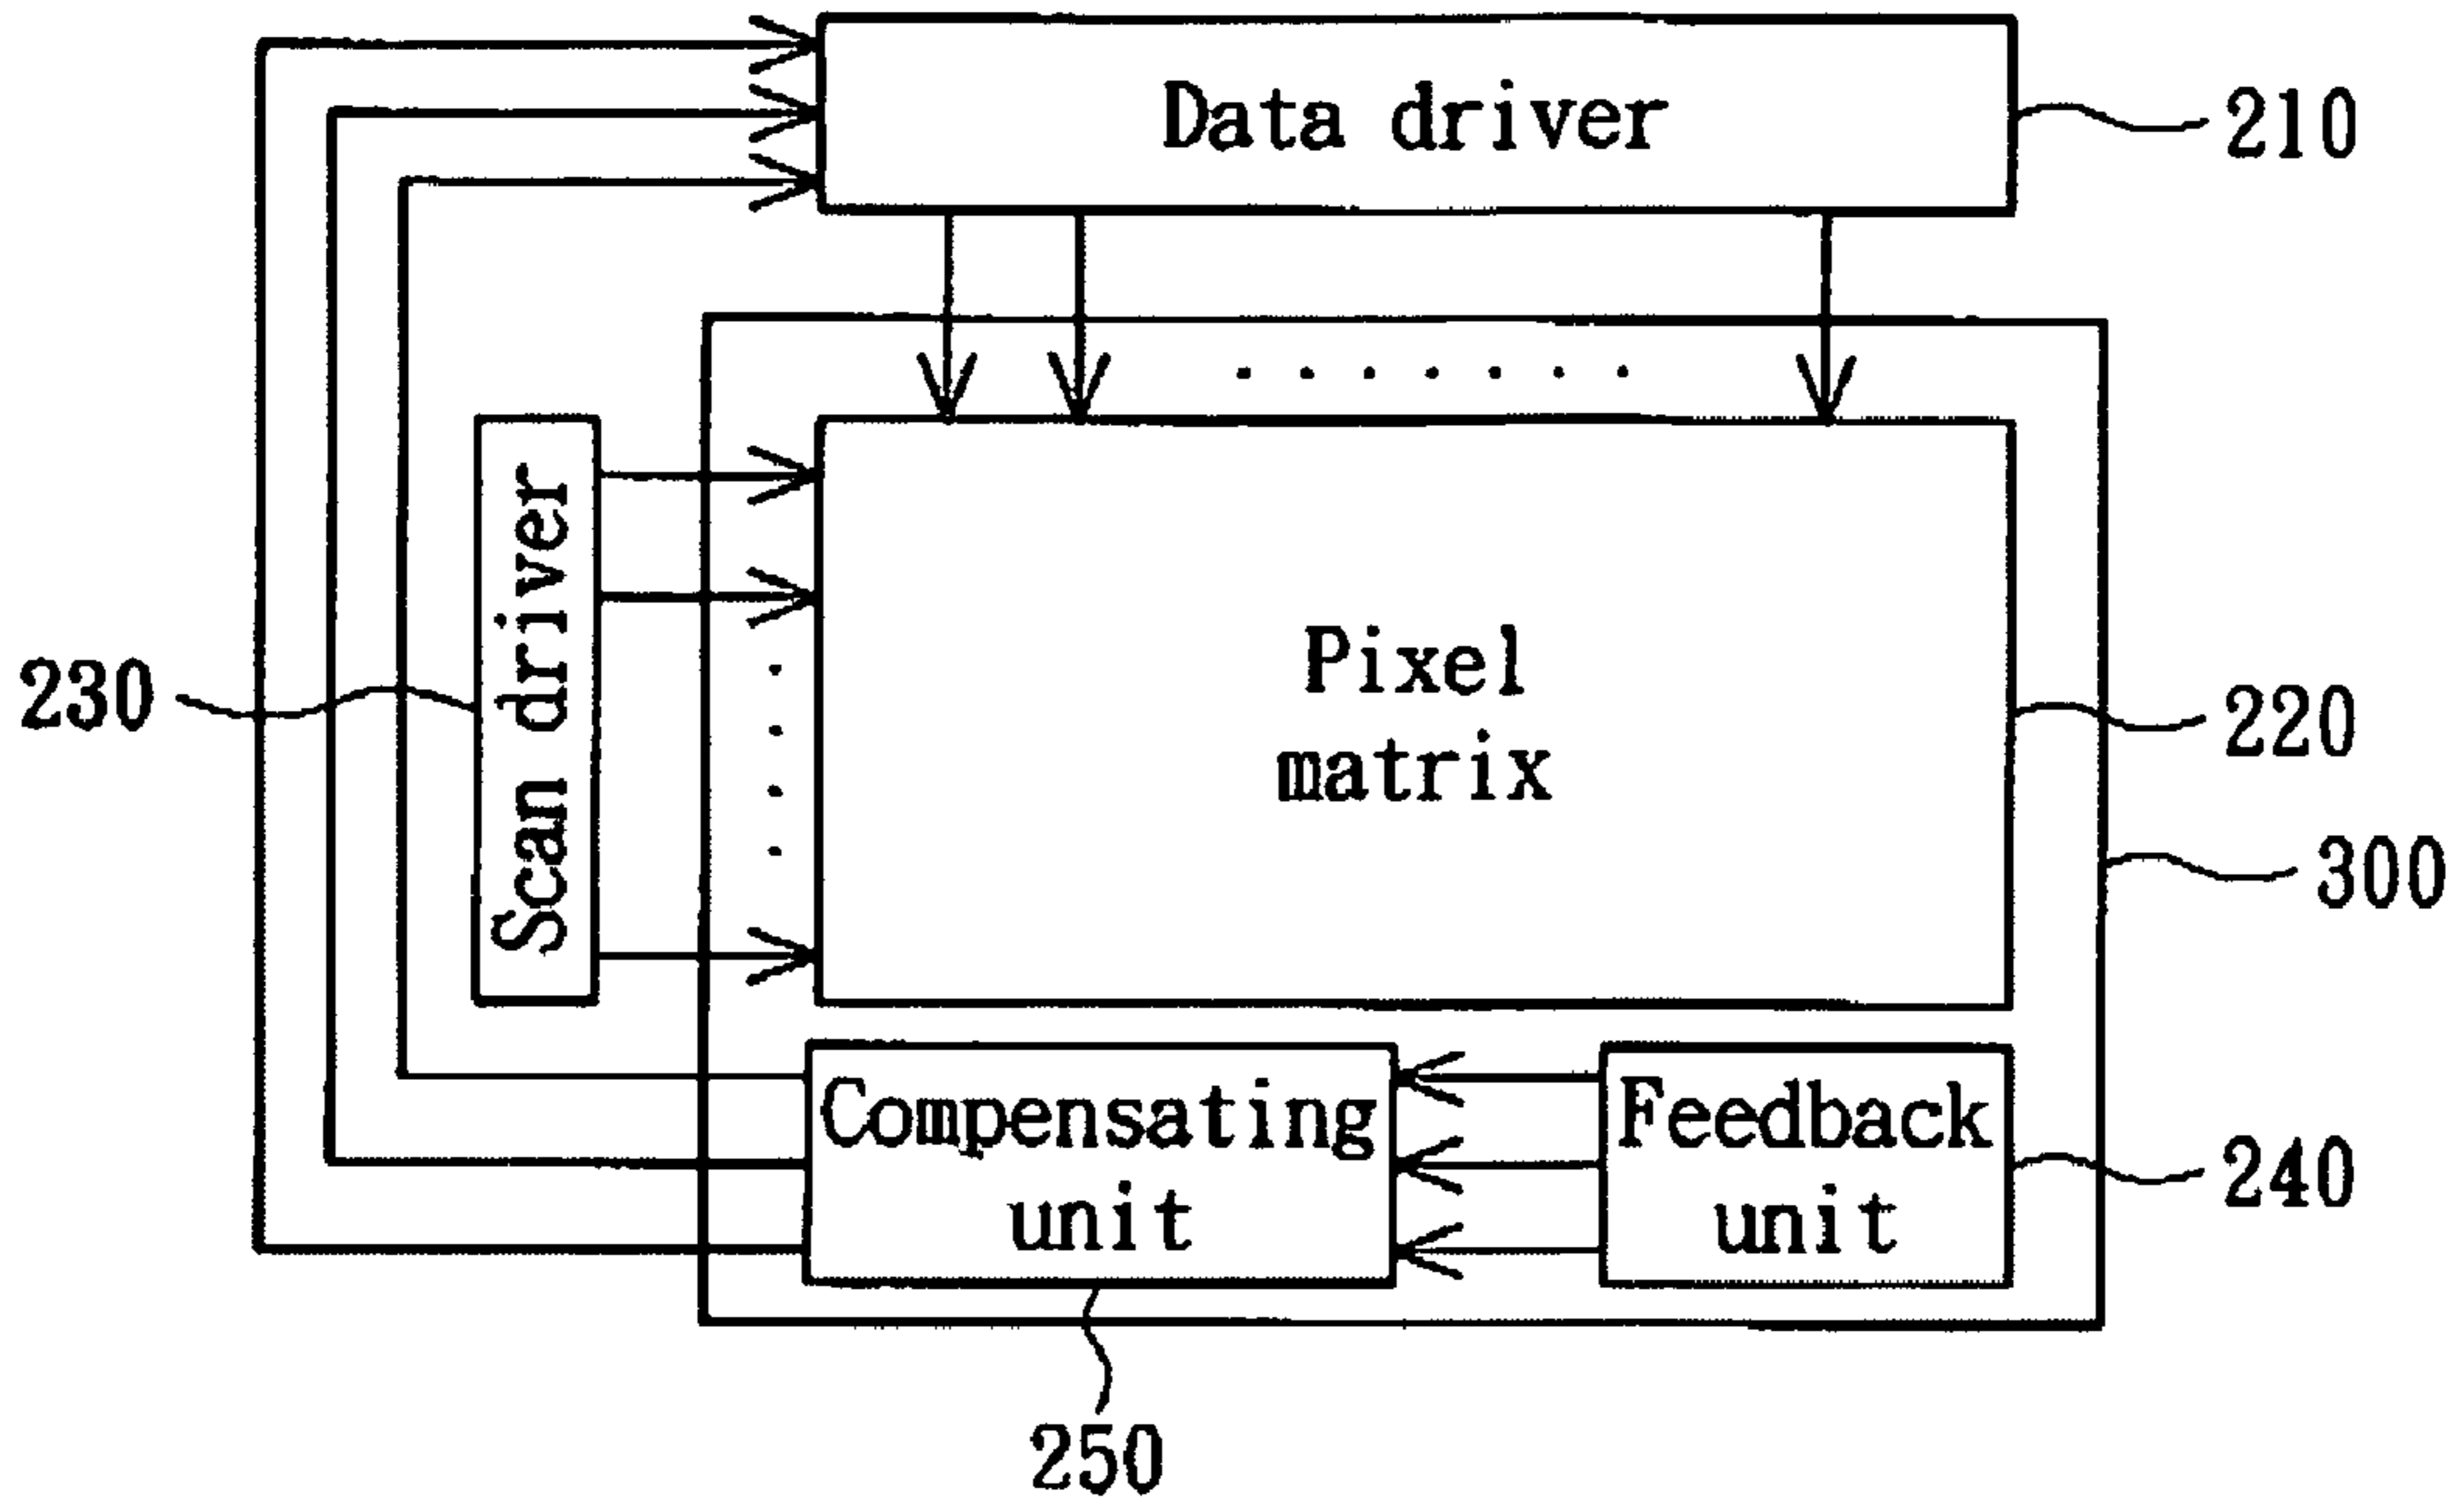 Data driver
210
Scan driver
230
Pixel
matrix
220
300
Compensating
unit
Feedback
unit
240
250